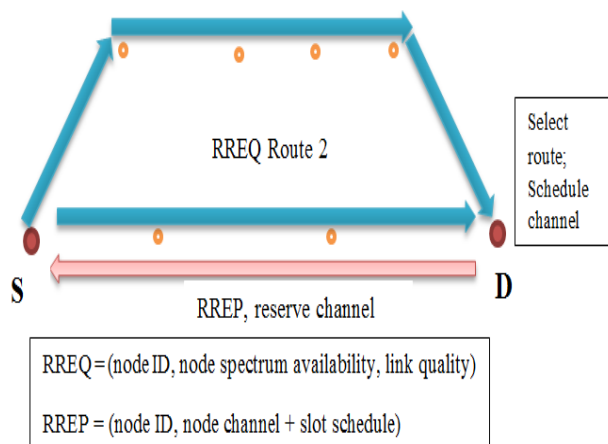 RREQ Route 2
Select
route;
Schedule
channel
S
D
RREP, reserve channel
RREQ = (node ID, node spectrum availability, link quality)
RREP = (node ID, node channel + slot schedule)